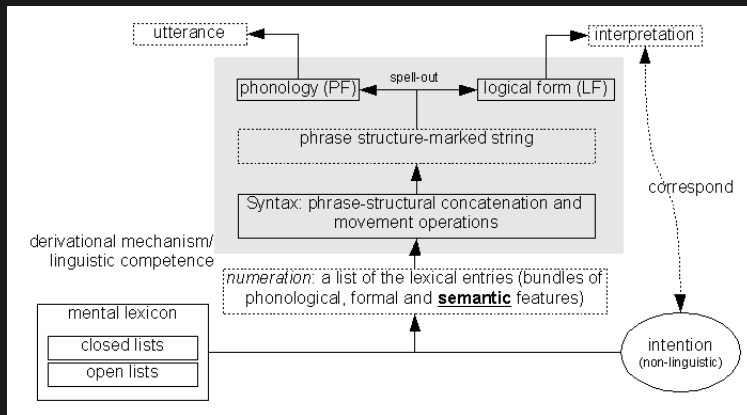 utterance
interpretation
spell-out
phonology (PF)
logical form (LF)
phrase structure-marked string
correspond
Syntax: phrase-structural concatenation and
movement operations
derivational mechanism/
linguistic competence
numeration: a list of the lexical entries (bundles of
phonological, formal and semantic features)
mental lexicon
closed lists
open lists
intention
(non-linguistic)